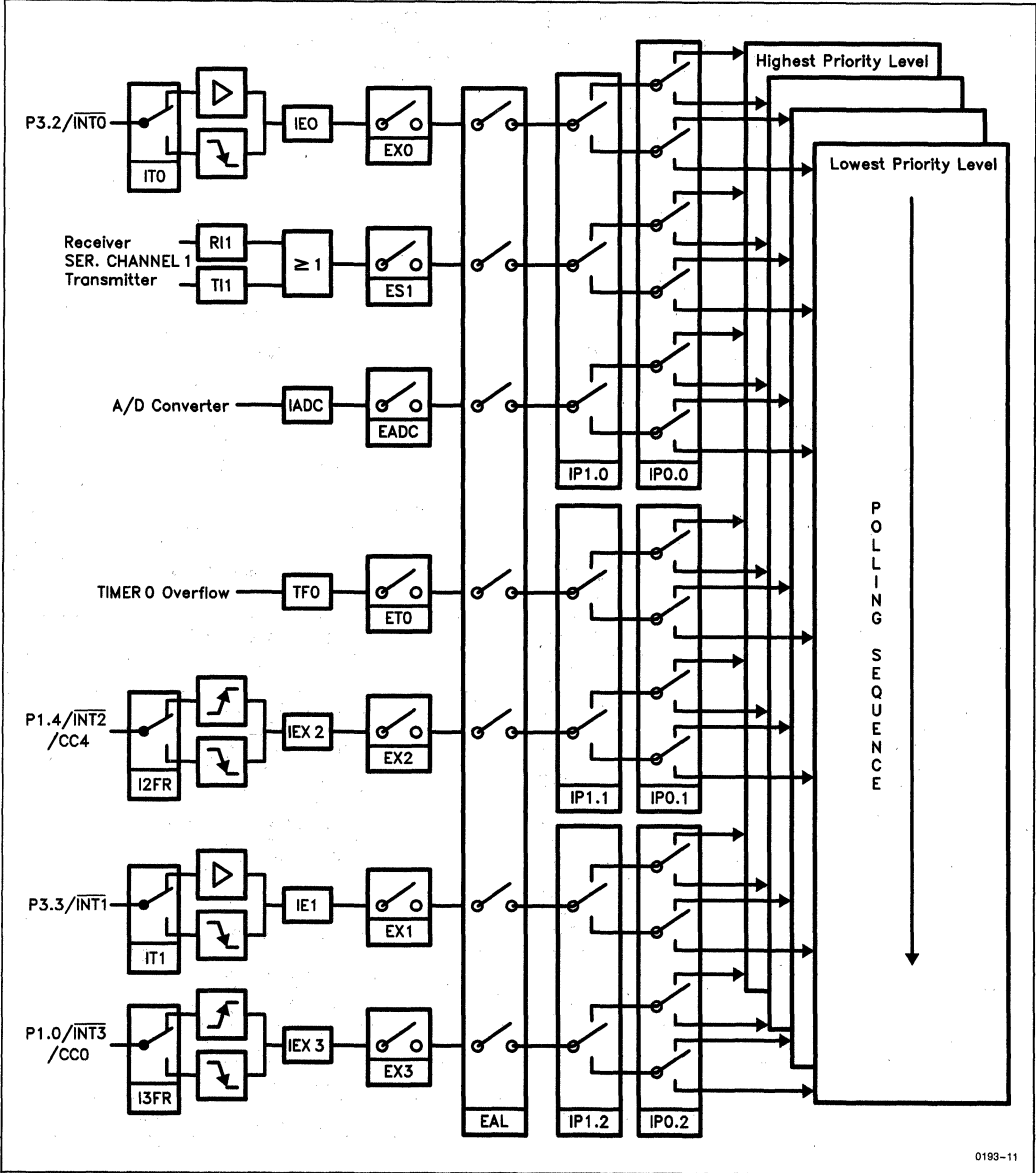 Highest Priority Level
Lowest Priority Level
P3.2/INT0
IE0
EX0
IT0
Receiver
SER. CHANNEL 1
Transmitter
RI1
TI1
≥ 1
ES1
A/D Converter
IADC
EADC
IP1.0
IP0.0
TIMER 0 Overflow
TF0
ET0
P1.4/INT2
/CC4
IEX 2
EX2
I2FR
IP1.1
IP0.1
P3.3/INT1
IE1
EX1
IT1
P1.0/INT3
/CC0
IEX 3
EX3
I3FR
EAL
IP1.2
IP0.2
POLLING SEQUENCE
0193-11